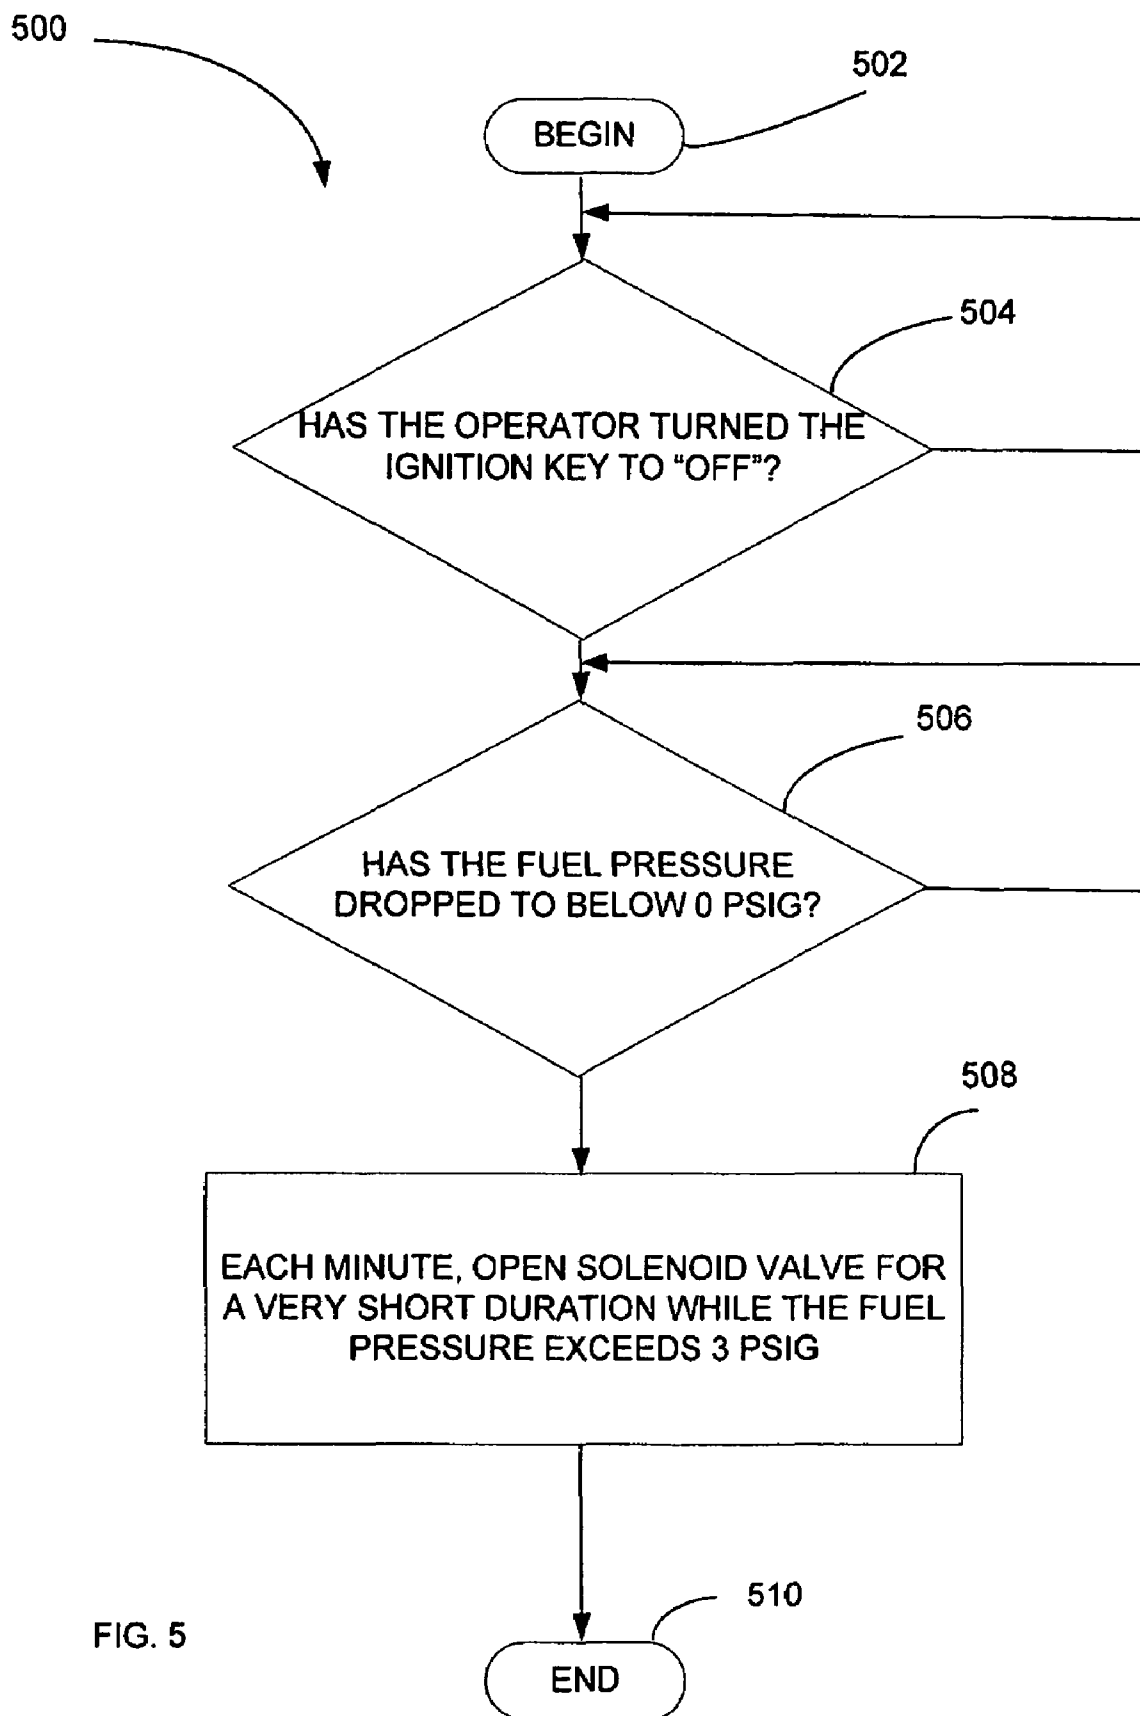 500
502
BEGIN
504
HAS THE OPERATOR TURNED THE
IGNITION KEY TO "OFF"?
506
HAS THE FUEL PRESSURE
DROPPED TO BELOW 0 PSIG?
508
EACH MINUTE, OPEN SOLENOID VALVE FOR
A VERY SHORT DURATION WHILE THE FUEL
PRESSURE EXCEEDS 3 PSIG
510
FIG. 5
END